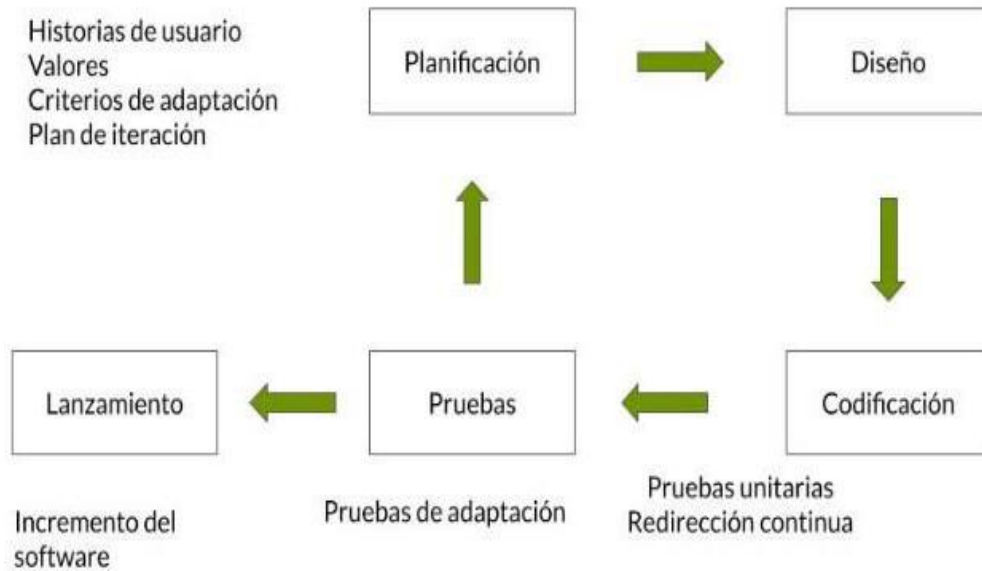 Historias de usuario
Valores
Criterios de adaptación
Plan de iteración
Planificación
Diseño
Lanzamiento
Pruebas
Codificación
Incremento del
software
Pruebas de adaptación
Pruebas unitarias
Redirección continua